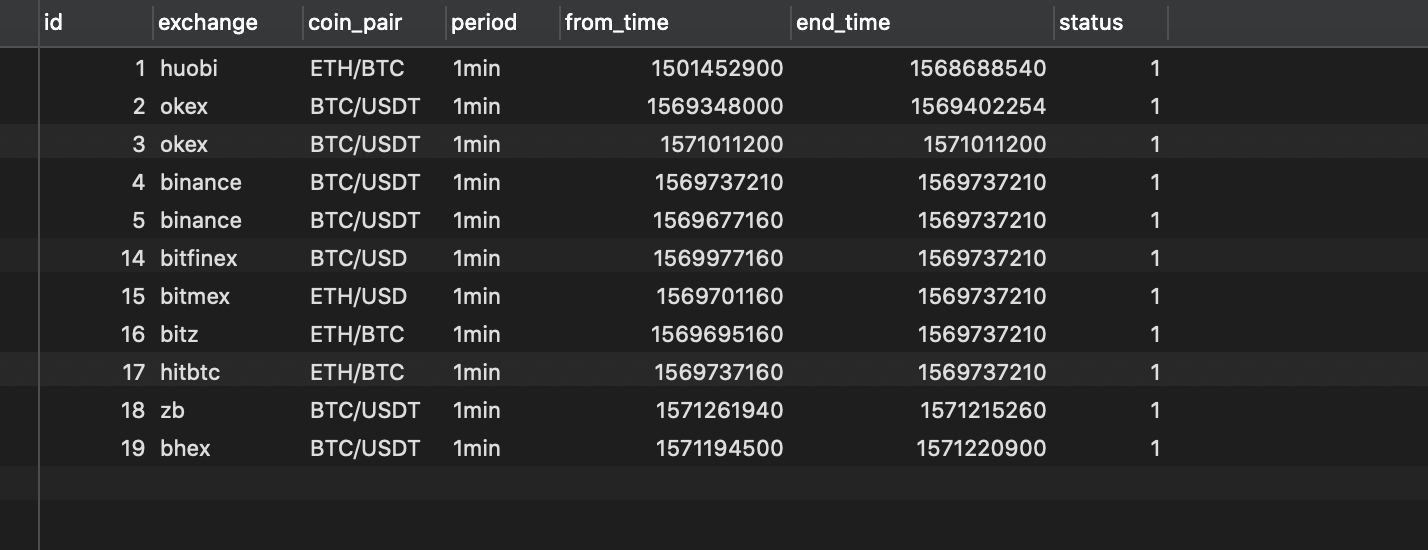 id exchange coin_pair period from_time end_time status
1 huobi ETH/BTC 1min 1501452900 1568688540 1
2 okex BTC/USDT 1min 1569348000 1569402254 1
3 okex BTC/USDT 1min 1571011200 1571011200 1
4 binance BTC/USDT 1min 1569737210 1569737210 1
5 binance BTC/USDT 1min 1569677160 1569737210 1
14 bitfinex BTC/USD 1min 1569977160 1569737210 1
15 bitmex ETH/USD 1min 1569701160 1569737210 1
16 bitz ETH/BTC 1min 1569695160 1569737210 1
17 hitbtc ETH/BTC 1min 1569737160 1569737210 1
18 zb BTC/USDT 1min 1571261940 1571215260 1
19 bhex BTC/USDT 1min 1571194500 1571220900 1